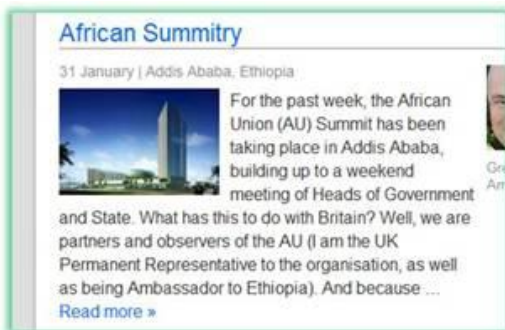 African Summitry
31 January | Addis Ababa, Ethiopia
For the past week, the African
Union (AU) Summit has been
taking place in Addis Ababa,
building up to a weekend
meeting of Heads of Government
and State. What has this to do with Britain? Well, we are
partners and observers of the AU (I am the UK
Permanent Representative to the organisation, as well
as being Ambassador to Ethiopia). And because ...
Read more »